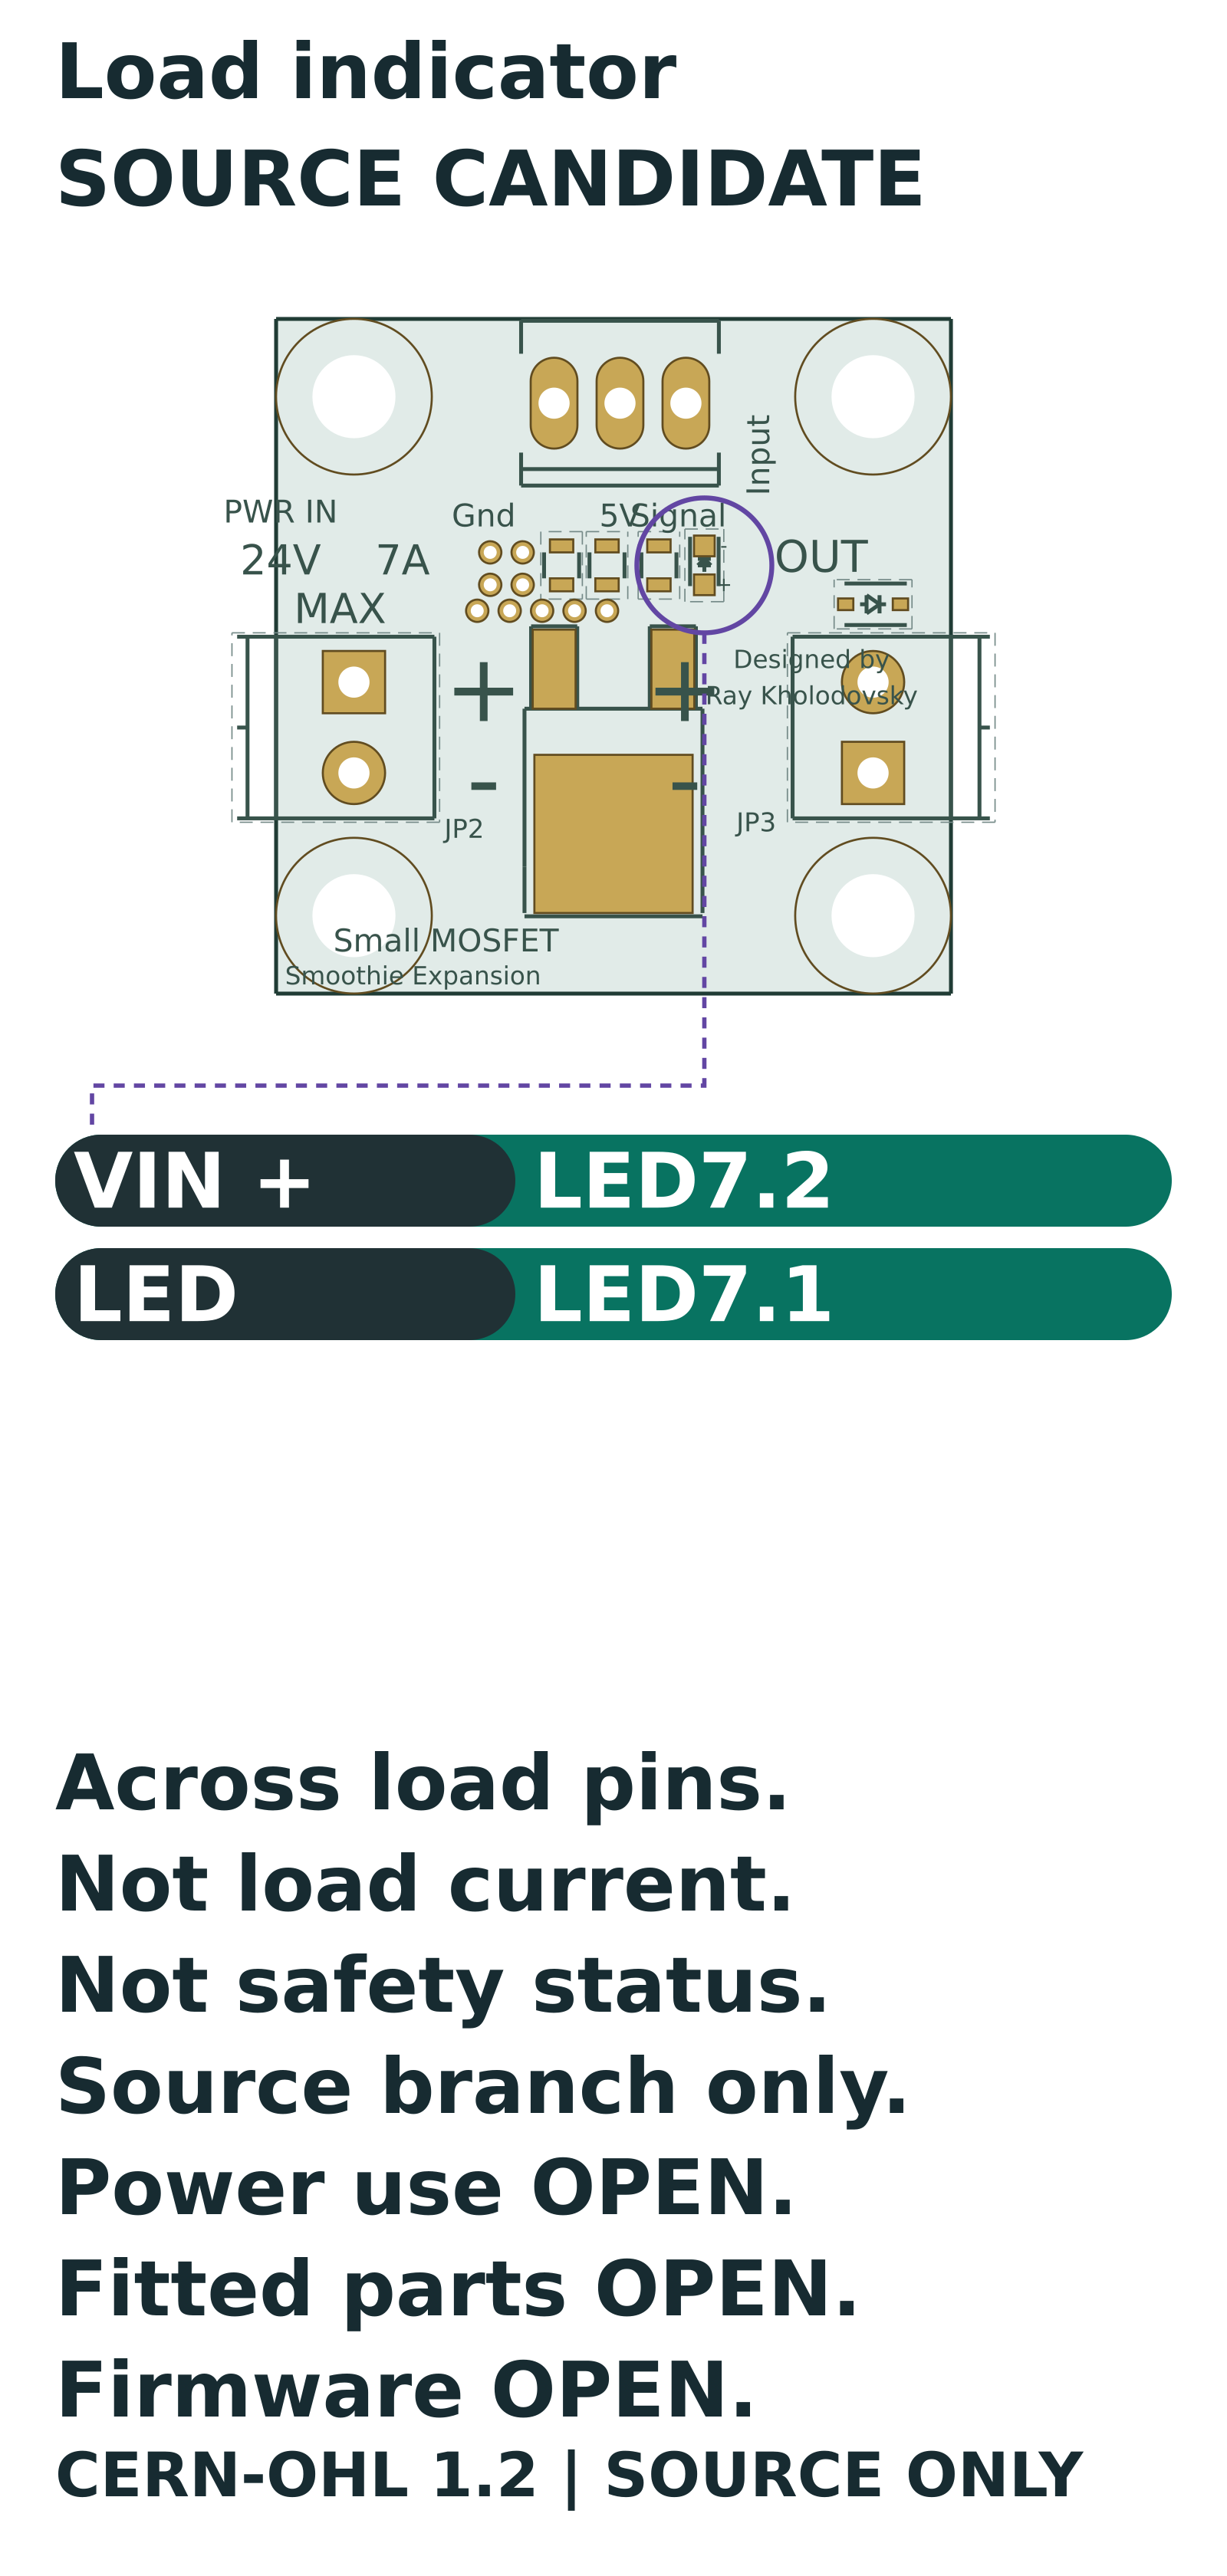 Load indicator
SOURCE CANDIDATE
Input
PWR IN
Gnd
5V
Signal
24V
7A
OUT
MAX
-
+
Designed by
+
+
Ray Kholodovsky
-
-
JP2
JP3
Small MOSFET
Smoothie Expansion
VIN + LED7.2
LED LED7.1
Across load pins.
Not load current.
Not safety status.
Source branch only.
Power use OPEN.
Fitted parts OPEN.
Firmware OPEN.
CERN-OHL 1.2 | SOURCE ONLY